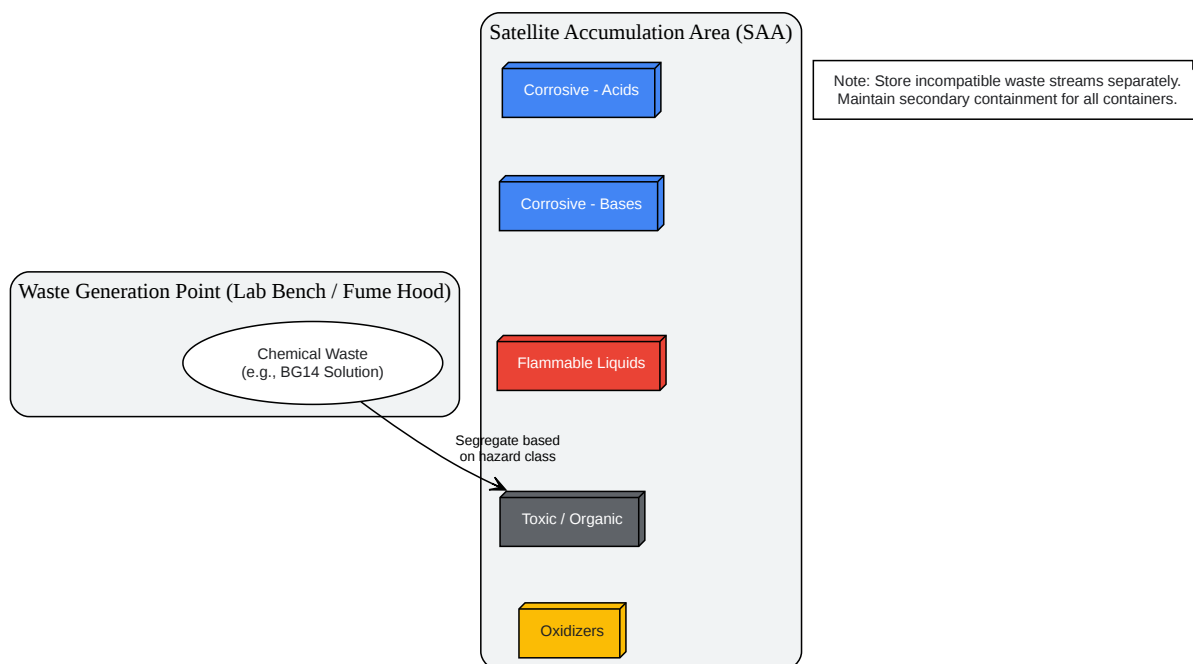 Satellite Accumulation Area (SAA)
Corrosive - Acids
Note: Store incompatible waste streams separately.
Maintain secondary containment for all containers.
Corrosive - Bases
Waste Generation Point (Lab Bench / Fume Hood)
Chemical Waste
(e.g., BG14 Solution)
Flammable Liquids
Segregate based
on hazard class
Toxic / Organic
Oxidizers